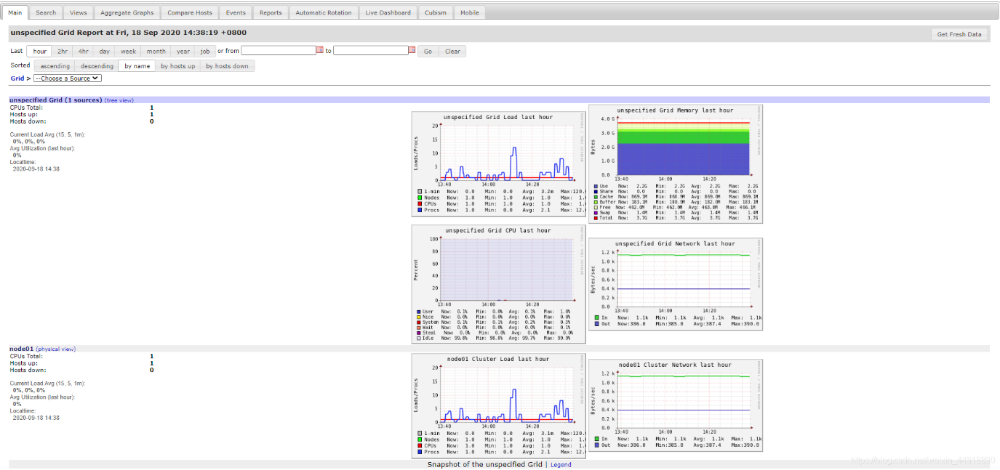 Main Search Views Aggregate Graphs Compare Hosts Events Reports Automatic Rotation Live Dashboard Cubism Mobile
unspecified Grid Report at Fri, 18 Sep 2020 14:38:19 +0800 Get Fresh Data
Last hour 2hr 4hr day week month year job or from to Go Clear
Sorted ascending descending by name by hosts up by hosts down
Grid > --Choose a Source--
unspecified Grid (1 sources) (tree view)
CPUs Total: 1
Hosts up: 1
Hosts down: 0
Current Load Avg (15, 5, 1m):
0%, 0%, 0%
Avg Utilization (last hour):
0%
Localtime:
2020-09-18 14:38
unspecified Grid Load last hour
Loads/Procs
20
15
10
5
0
13:40 14:00 14:20
1-min Now: 0.0 Min: 0.0 Avg: 3.2m Max:120.
Nodes Now: 1.0 Min: 1.0 Avg: 1.0 Max: 1.
CPUs Now: 1.0 Min: 1.0 Avg: 1.0 Max: 1.
Procs Now: 1.0 Min: 0.0 Avg: 2.1 Max: 12.
unspecified Grid Memory last hour
Bytes
4.0 G
3.0 G
2.0 G
1.0 G
0.0
13:40 14:00 14:20
Use Now: 2.2G Min: 2.2G Avg: 2.2G Max: 2.2G
Share Now: 0.0 Min: 0.0 Avg: 0.0 Max: 0.0
Cache Now: 869.1M Min: 868.9M Avg: 869.0M Max: 869.1M
Buffer Now: 183.1M Min: 180.9M Avg: 182.0M Max: 183.1M
Free Now: 462.0M Min: 462.0M Avg: 463.8M Max: 466.1M
Swap Now: 1.4M Min: 1.4M Avg: 1.4M Max: 1.4M
Total Now: 3.7G Min: 3.7G Avg: 3.7G Max: 3.7G
unspecified Grid CPU last hour
Percent
100
80
60
40
20
0
13:40 14:00 14:20
User Now: 0.1% Min: 0.0% Avg: 0.1% Max: 1.0%
Nice Now: 0.0% Min: 0.0% Avg: 0.0% Max: 0.0%
System Now: 0.1% Min: 0.1% Avg: 0.2% Max: 0.3%
Wait Now: 0.0% Min: 0.0% Avg: 0.0% Max: 0.1%
Steal Now: 0.0% Min: 0.0% Avg: 0.0% Max: 0.0%
Idle Now: 99.8% Min: 98.8% Avg: 99.7% Max: 99.9%
unspecified Grid Network last hour
Bytes/sec
1.2 k
1.0 k
0.8 k
0.6 k
0.4 k
0.2 k
0.0
13:40 14:00 14:20
In Now: 1.1k Min: 1.1k Avg: 1.1k Max: 1.1k
Out Now:386.0 Min:385.8 Avg:387.4 Max:390.0
node01 (physical view)
CPUs Total: 1
Hosts up: 1
Hosts down: 0
Current Load Avg (15, 5, 1m):
0%, 0%, 0%
Avg Utilization (last hour):
0%
Localtime:
2020-09-18 14:38
node01 Cluster Load last hour
Loads/Procs
20
15
10
5
0
13:40 14:00 14:20
1-min Now: 0.0 Min: 0.0 Avg: 3.1m Max:120.
Nodes Now: 1.0 Min: 1.0 Avg: 1.0 Max: 1.
CPUs Now: 1.0 Min: 1.0 Avg: 1.0 Max: 1.
Procs Now: 1.0 Min: 0.0 Avg: 2.1 Max: 12.
node01 Cluster Network last hour
Bytes/sec
1.2 k
1.0 k
0.8 k
0.6 k
0.4 k
0.2 k
0.0
13:40 14:00 14:20
In Now: 1.1k Min: 1.1k Avg: 1.1k Max: 1.1k
Out Now:386.0 Min:385.8 Avg:387.4 Max:390.0
Snapshot of the unspecified Grid | Legend